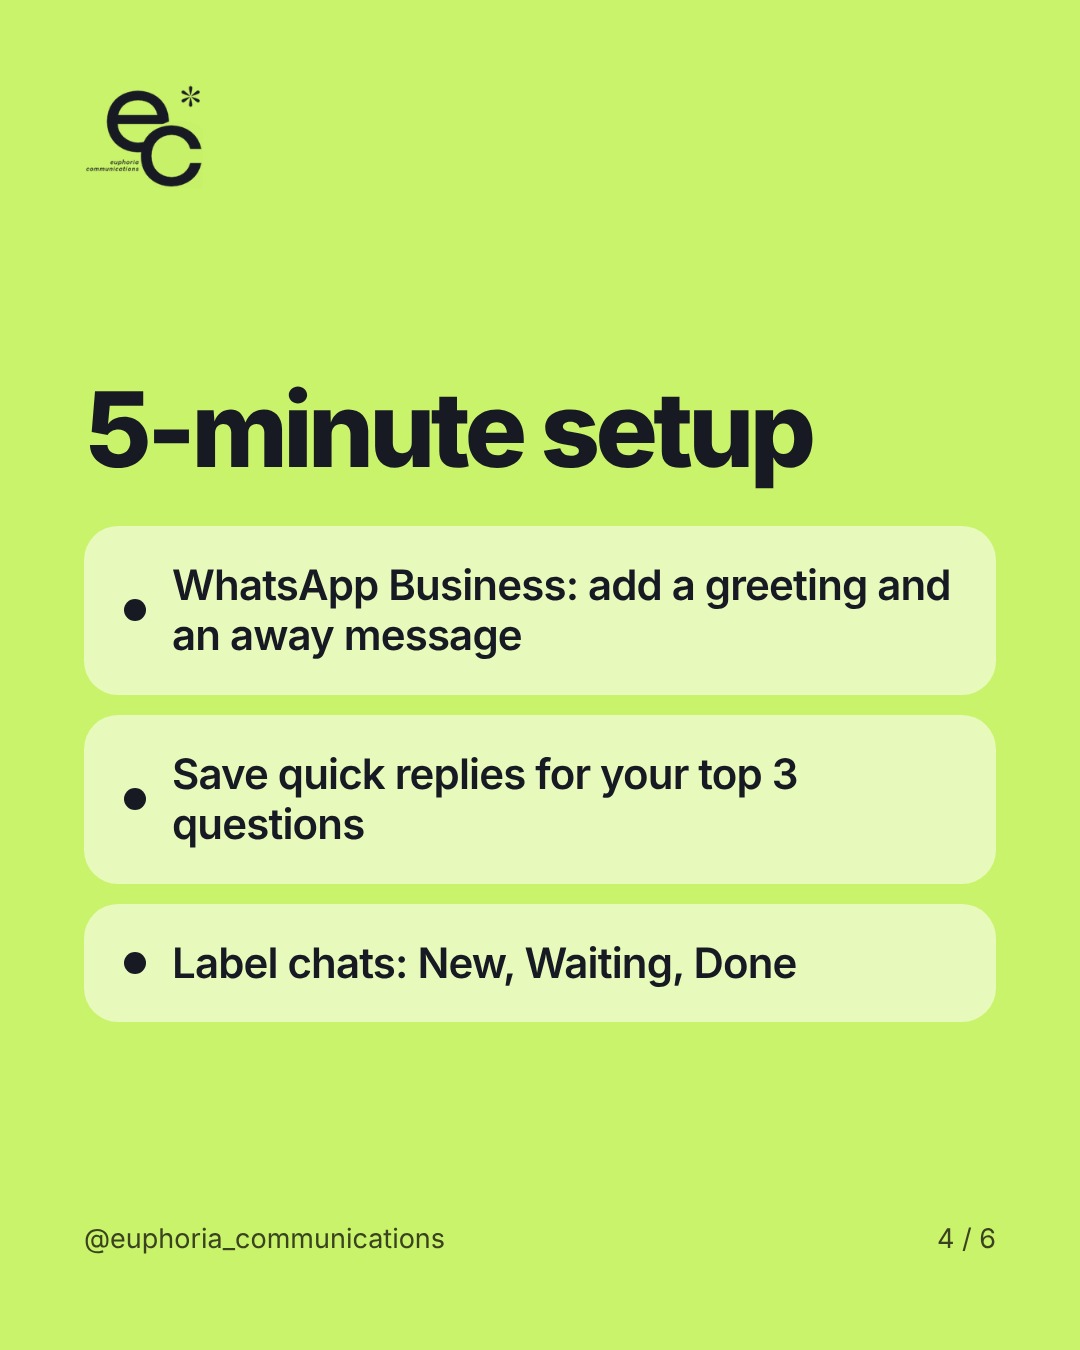 ec*
euphoria
communications
5-minute setup
WhatsApp Business: add a greeting and
an away message
Save quick replies for your top 3
questions
Label chats: New, Waiting, Done
@euphoria_communications
4 / 6